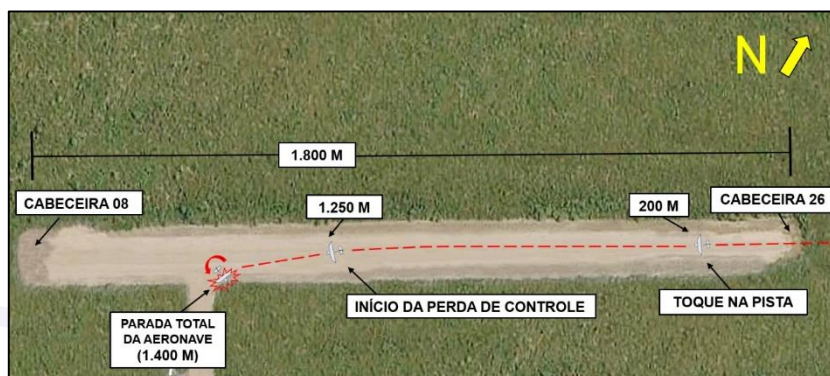 N
1.800 M
CABECEIRA 08
1.250 M
200 M
CABECEIRA 26
INÍCIO DA PERDA DE CONTROLE
TOQUE NA PISTA
PARADA TOTAL
DA AERONAVE
(1.400 M)